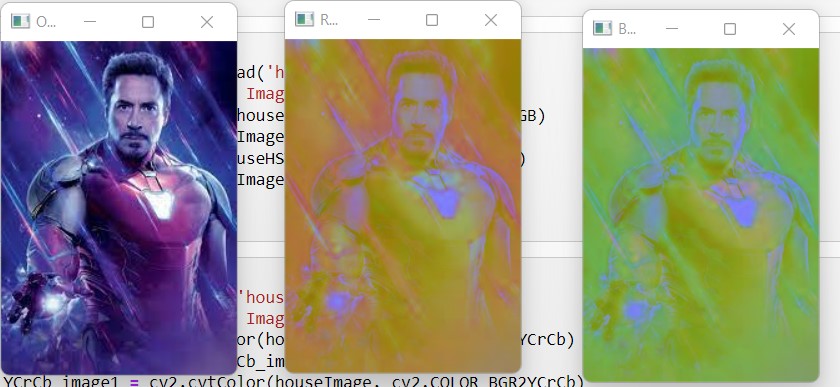 O...
R...
B...
ad('h
Imag
house
GB)
Image
useHS
)
Image
'hous
Imag
or(ho
YCrCb)
Cb_im
YCrCb_image1 = cv2.cvtColor(houseImage, cv2.COLOR_BGR2YCrCb)